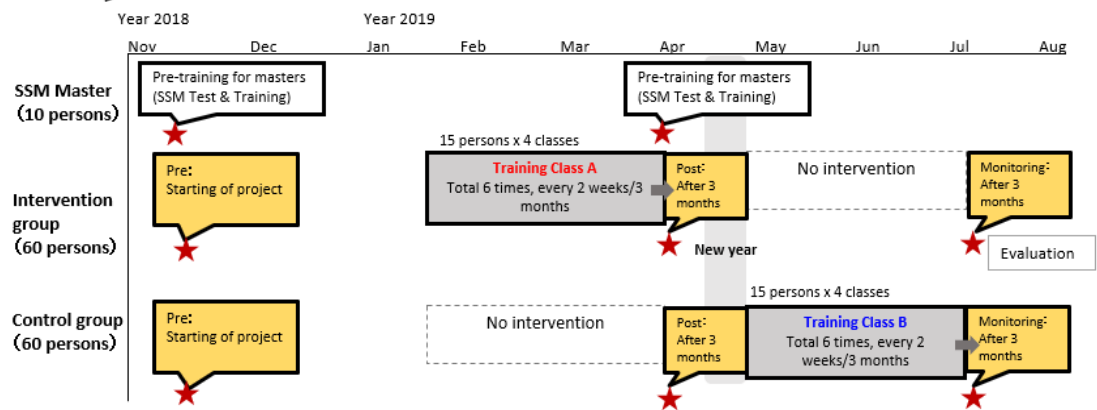 Year 2018
Year 2019
Nov
Dec
Jan
Feb
Mar
Apr
May
Jun
Jul
Aug
SSM Master
(10 persons)
Pre-training for masters
(SSM Test & Training)
Pre-training for masters
(SSM Test & Training)
Intervention
group
(60 persons)
Pre:
Starting of project
15 persons x 4 classes
Training Class A
Total 6 times, every 2 weeks/3
months
Post:
After 3
months
No intervention
Monitoring:
After 3
months
New year
Evaluation
Control group
(60 persons)
Pre:
Starting of project
No intervention
Post:
After 3
months
15 persons x 4 classes
Training Class B
Total 6 times, every 2
weeks/3 months
Monitoring:
After 3
months